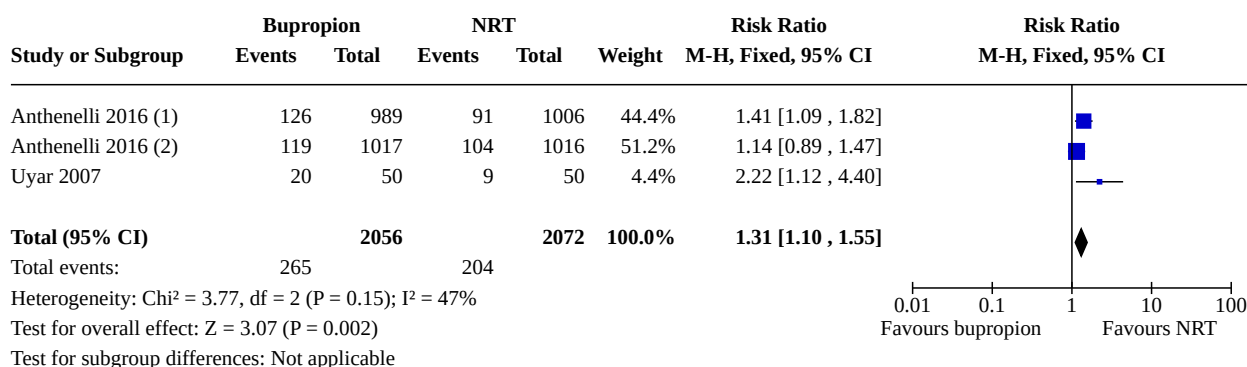 Bupropion NRT Risk Ratio Risk Ratio
Study or Subgroup Events Total Events Total Weight M-H, Fixed, 95% CI M-H, Fixed, 95% CI
Anthenelli 2016 (1) 126 989 91 1006 44.4% 1.41 [1.09 , 1.82]
Anthenelli 2016 (2) 119 1017 104 1016 51.2% 1.14 [0.89 , 1.47]
Uyar 2007 20 50 9 50 4.4% 2.22 [1.12 , 4.40]
Total (95% CI) 2056 2072 100.0% 1.31 [1.10 , 1.55]
Total events: 265 204
Heterogeneity: Chi² = 3.77, df = 2 (P = 0.15); I² = 47%
0.01 0.1 1 10 100
Test for overall effect: Z = 3.07 (P = 0.002) Favours bupropion Favours NRT
Test for subgroup differences: Not applicable